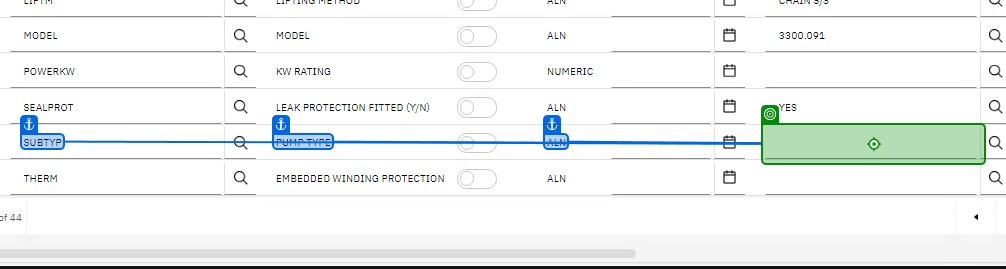 LIFTM LIFTING METHOD ALN CHAIN S/S
MODEL MODEL ALN 3300.091
POWERKW KW RATING NUMERIC
SEALPROT LEAK PROTECTION FITTED (Y/N) ALN YES
SUBTYP PUMP TYPE ALN
THERM EMBEDDED WINDING PROTECTION ALN
of 44